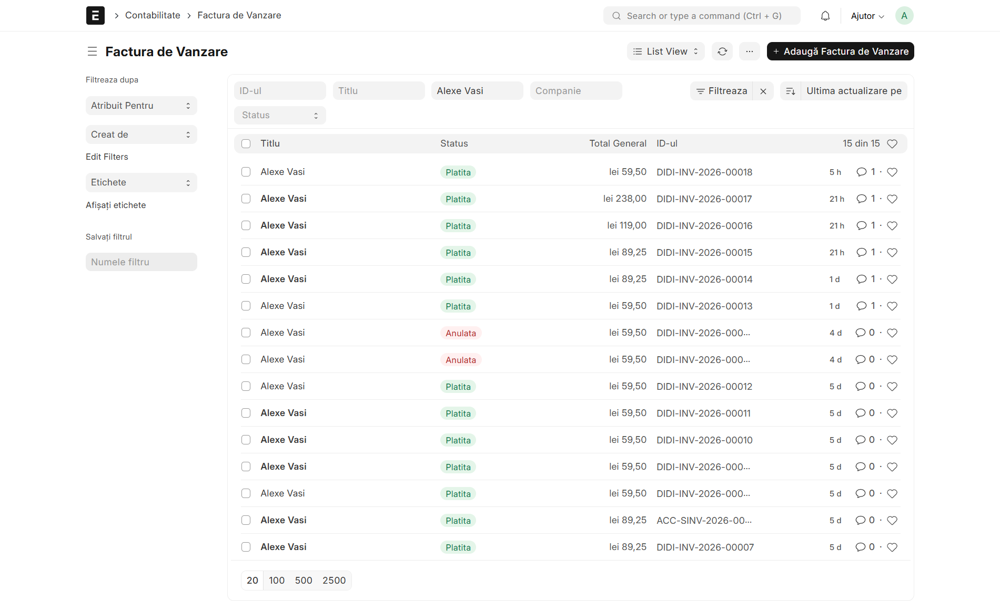 Contabilitate Factura de Vanzare
Search or type a command (Ctrl + G)
Ajutor
A
Factura de Vanzare
List View
...
+ Adaugă Factura de Vanzare
Filtreaza dupa
Atribuit Pentru
Creat de
Edit Filters
Etichete
Afișați etichete
Salvați filtrul
Numele filtru
ID-ul
Titlu
Alexe Vasi
Companie
Filtreaza
Ultima actualizare pe
Status
Titlu Status Total General ID-ul 15 din 15
Alexe Vasi Platita lei 59,50 DIDI-INV-2026-00018 5 h 1 ·
Alexe Vasi Platita lei 238,00 DIDI-INV-2026-00017 21 h 1 ·
Alexe Vasi Platita lei 119,00 DIDI-INV-2026-00016 21 h 1 ·
Alexe Vasi Platita lei 89,25 DIDI-INV-2026-00015 21 h 1 ·
Alexe Vasi Platita lei 89,25 DIDI-INV-2026-00014 1 d 1 ·
Alexe Vasi Platita lei 59,50 DIDI-INV-2026-00013 1 d 1 ·
Alexe Vasi Anulata lei 59,50 DIDI-INV-2026-000... 4 d 0 ·
Alexe Vasi Anulata lei 59,50 DIDI-INV-2026-000... 4 d 0 ·
Alexe Vasi Platita lei 59,50 DIDI-INV-2026-00012 5 d 0 ·
Alexe Vasi Platita lei 59,50 DIDI-INV-2026-00011 5 d 0 ·
Alexe Vasi Platita lei 59,50 DIDI-INV-2026-00010 5 d 0 ·
Alexe Vasi Platita lei 59,50 DIDI-INV-2026-000... 5 d 0 ·
Alexe Vasi Platita lei 59,50 DIDI-INV-2026-000... 5 d 0 ·
Alexe Vasi Platita lei 89,25 ACC-SINV-2026-00... 5 d 0 ·
Alexe Vasi Platita lei 89,25 DIDI-INV-2026-00007 5 d 0 ·
20 100 500 2500